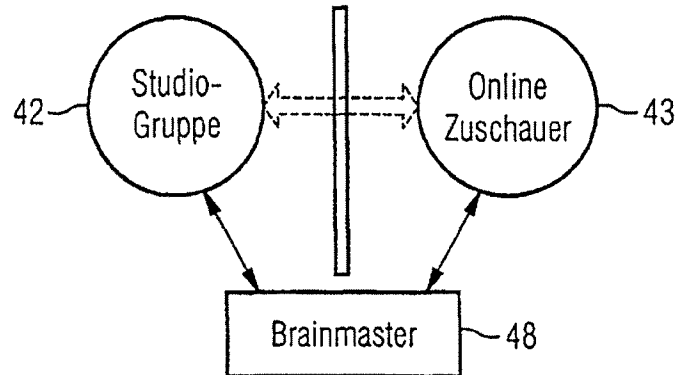 Studio-
Gruppe
Online
Zuschauer
42
43
Brainmaster
48